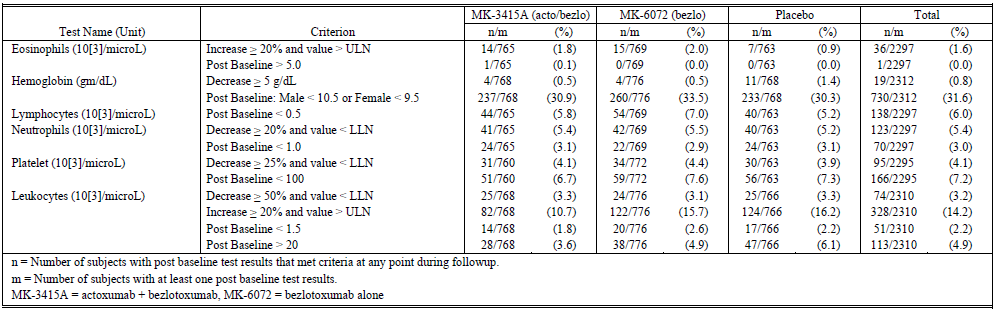 MK-3415A (acto/bezlo) MK-6072 (bezlo) Placebo Total
Test Name (Unit) Criterion n/m (%) n/m (%) n/m (%) n/m (%)
Eosinophils (10[3]/microL) Increase ≥ 20% and value > ULN 14/765 (1.8) 15/769 (2.0) 7/763 (0.9) 36/2297 (1.6)
Post Baseline > 5.0 1/765 (0.1) 0/769 (0.0) 0/763 (0.0) 1/2297 (0.0)
Hemoglobin (gm/dL) Decrease ≥ 5 g/dL 4/768 (0.5) 4/776 (0.5) 11/768 (1.4) 19/2312 (0.8)
Post Baseline: Male < 10.5 or Female < 9.5 237/768 (30.9) 260/776 (33.5) 233/768 (30.3) 730/2312 (31.6)
Lymphocytes (10[3]/microL) Post Baseline < 0.5 44/765 (5.8) 54/769 (7.0) 40/763 (5.2) 138/2297 (6.0)
Neutrophils (10[3]/microL) Decrease ≥ 20% and value < LLN 41/765 (5.4) 42/769 (5.5) 40/763 (5.2) 123/2297 (5.4)
Post Baseline < 1.0 24/765 (3.1) 22/769 (2.9) 24/763 (3.1) 70/2297 (3.0)
Platelet (10[3]/microL) Decrease ≥ 25% and value < LLN 31/760 (4.1) 34/772 (4.4) 30/763 (3.9) 95/2295 (4.1)
Post Baseline < 100 51/760 (6.7) 59/772 (7.6) 56/763 (7.3) 166/2295 (7.2)
Leukocytes (10[3]/microL) Decrease ≥ 50% and value < LLN 25/768 (3.3) 24/776 (3.1) 25/766 (3.3) 74/2310 (3.2)
Increase ≥ 20% and value > ULN 82/768 (10.7) 122/776 (15.7) 124/766 (16.2) 328/2310 (14.2)
Post Baseline < 1.5 14/768 (1.8) 20/776 (2.6) 17/766 (2.2) 51/2310 (2.2)
Post Baseline > 20 28/768 (3.6) 38/776 (4.9) 47/766 (6.1) 113/2310 (4.9)
n = Number of subjects with post baseline test results that met criteria at any point during followup.
m = Number of subjects with at least one post baseline test results.
MK-3415A = actoxumab + bezlotoxumab, MK-6072 = bezlotoxumab alone